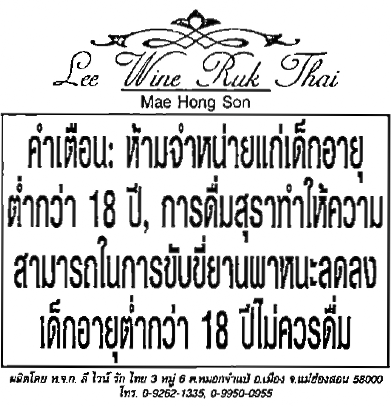 Lee Wine Ruk Thai
Mae Hong Son
คำเตือน: ห้ามจำหน่ายแก่เด็กอายุ
ต่ำกว่า 18 ปี, การดื่มสุราทำให้ความ
สามารถในการขับขี่ยานพาหนะลดลง
เด็กอายุต่ำกว่า 18 ปีไม่ควรดื่ม
ผลิตโดย ห.จ.ก. ลี ไวน์ รัก ไทย 3 หมู่ 6 ต.หมอกจำแป่ อ.เมือง จ.แม่ฮ่องสอน 58000
โทร. 0-9262-1335, 0-9950-0955